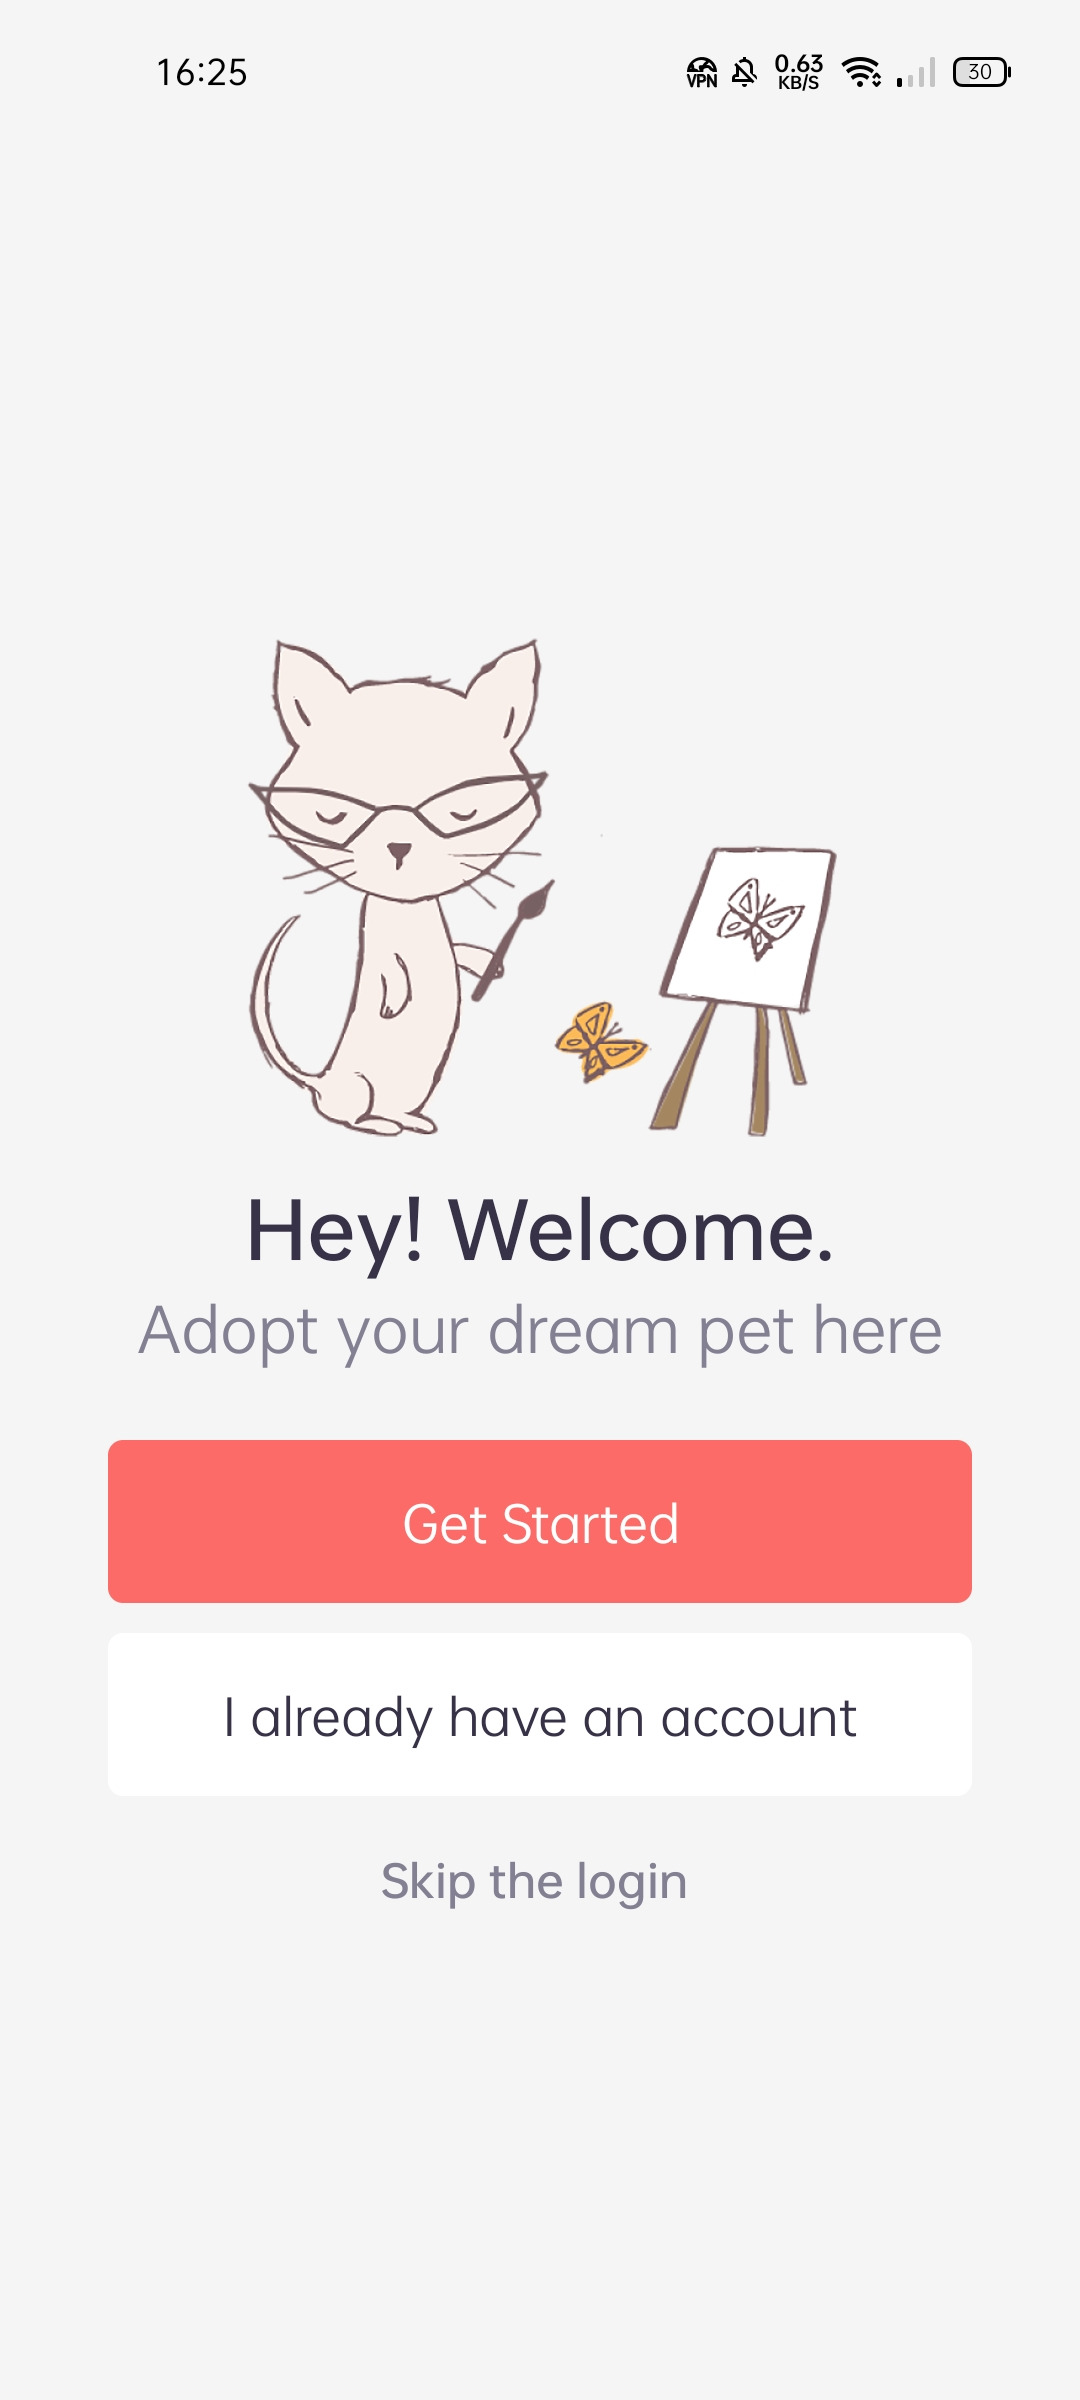 16:25
VPN
0.63
KB/S
30
Hey! Welcome.
Adopt your dream pet here
Get Started
I already have an account
Skip the login